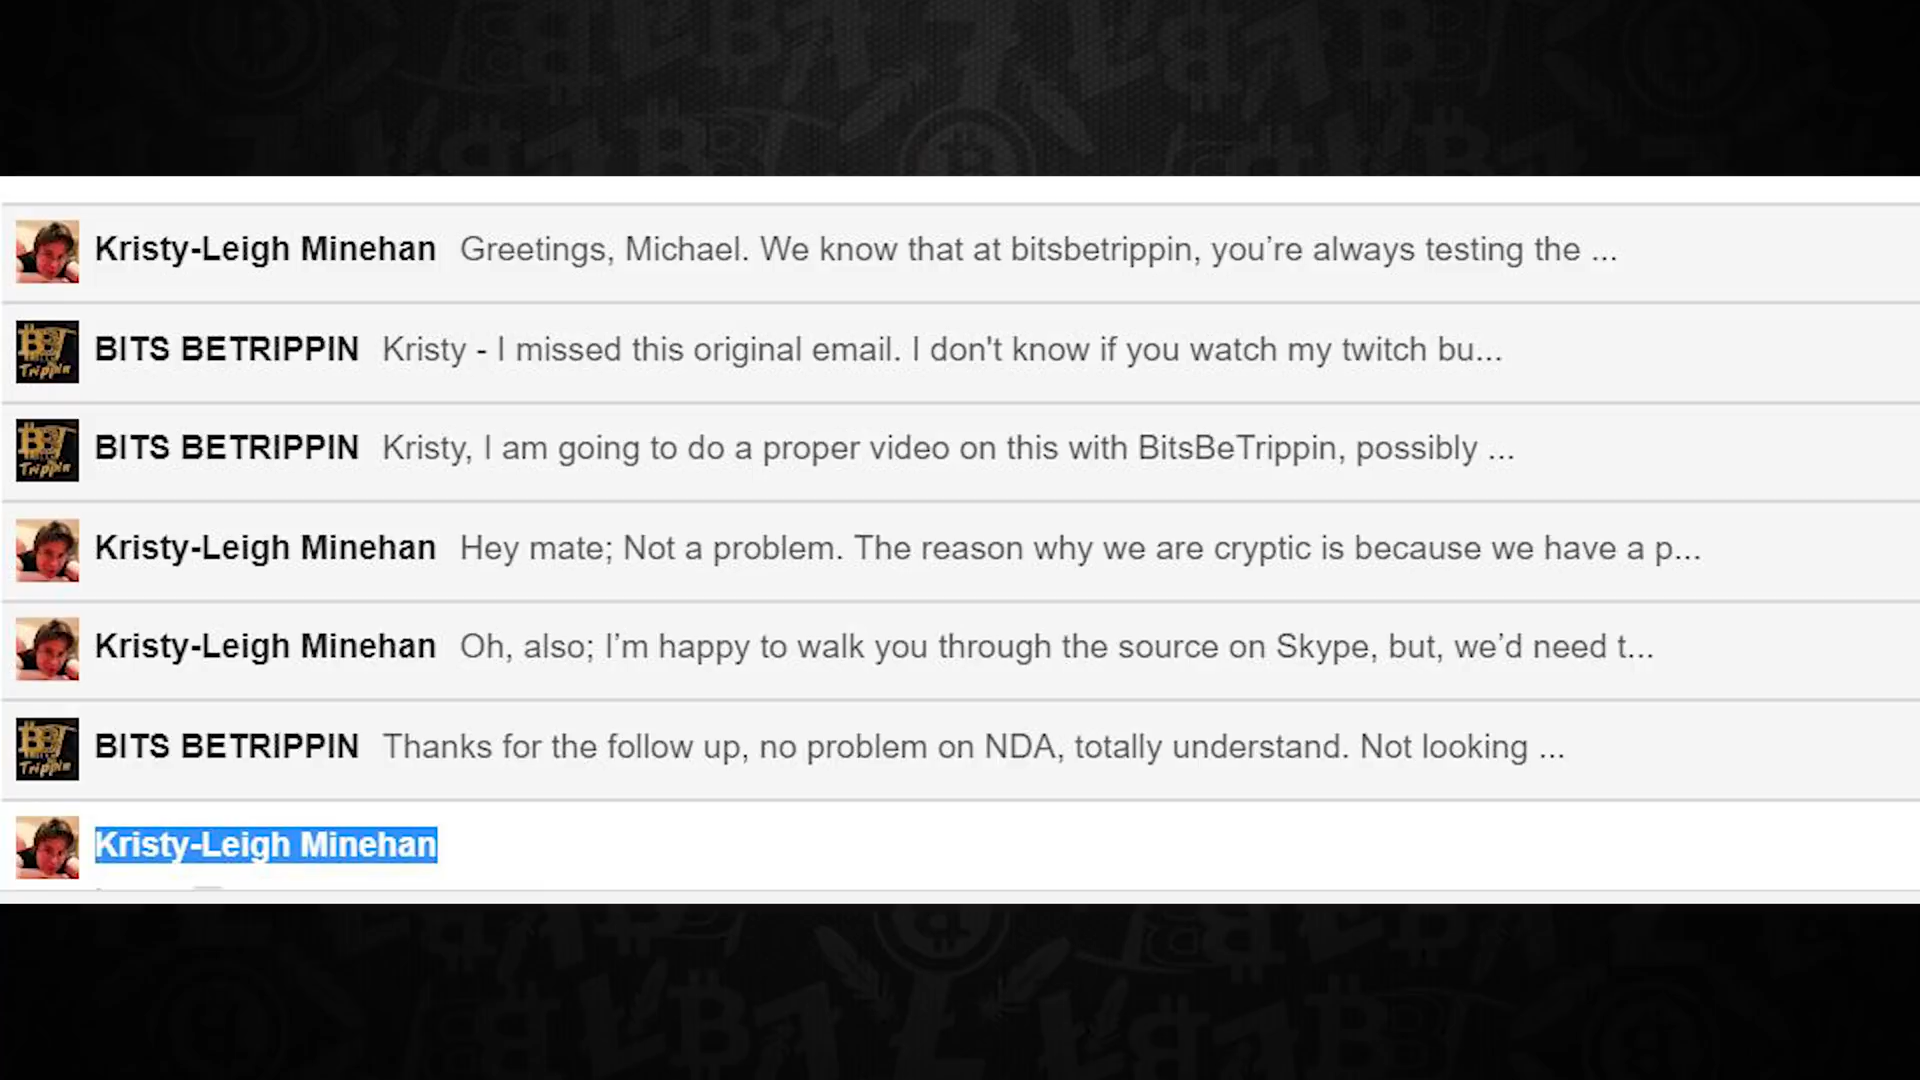 Kristy-Leigh Minehan Greetings, Michael. We know that at bitsbetrippin, you’re always testing the ...
BITS BETRIPPIN Kristy - I missed this original email. I don't know if you watch my twitch bu...
BITS BETRIPPIN Kristy, I am going to do a proper video on this with BitsBeTrippin, possibly ...
Kristy-Leigh Minehan Hey mate; Not a problem. The reason why we are cryptic is because we have a p...
Kristy-Leigh Minehan Oh, also; I’m happy to walk you through the source on Skype, but, we’d need t...
BITS BETRIPPIN Thanks for the follow up, no problem on NDA, totally understand. Not looking ...
Kristy-Leigh Minehan